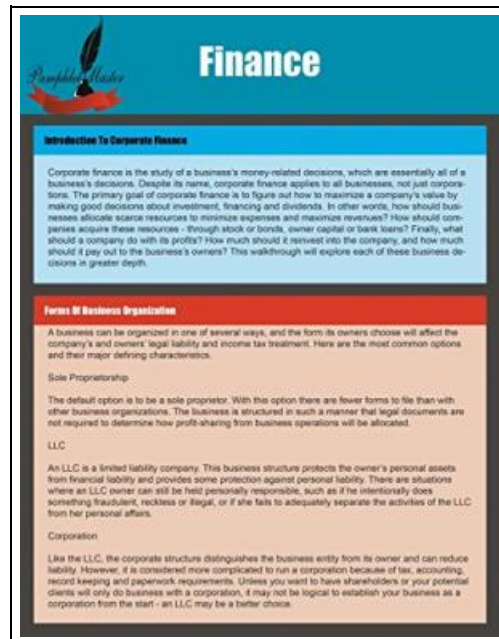 Pamphlet Master
Finance
Introduction To Corporate Finance
Corporate finance is the study of a business's money-related decisions, which are essentially all of a
business's decisions. Despite its name, corporate finance applies to all businesses, not just corpora-
tions. The primary goal of corporate finance is to figure out how to maximize a company's value by
making good decisions about investment, financing and dividends. In other words, how should busi-
nesses allocate scarce resources to minimize expenses and maximize revenues? How should com-
panies acquire these resources - through stock or bonds, owner capital or bank loans? Finally, what
should a company do with its profits? How much should it reinvest into the company, and how much
should it pay out to the business's owners? This walkthrough will explore each of these business de-
cisions in greater depth.
Forms Of Business Organization
A business can be organized in one of several ways, and the form its owners choose will affect the
company's and owners' legal liability and income tax treatment. Here are the most common options
and their major defining characteristics.
Sole Proprietorship
The default option is to be a sole proprietor. With this option there are fewer forms to file than with
other business organizations. The business is structured in such a manner that legal documents are
not required to determine how profit-sharing from business operations will be allocated.
LLC
An LLC is a limited liability company. This business structure protects the owner's personal assets
from financial liability and provides some protection against personal liability. There are situations
where an LLC owner can still be held personally responsible, such as if he intentionally does
something fraudulent, reckless or illegal, or if she fails to adequately separate the activities of the LLC
from her personal affairs.
Corporation
Like the LLC, the corporate structure distinguishes the business entity from its owner and can reduce
liability. However, it is considered more complicated to run a corporation because of tax, accounting,
record keeping and paperwork requirements. Unless you want to have shareholders or your potential
clients will only do business with a corporation, it may not be logical to establish your business as a
corporation from the start - an LLC may be a better choice.